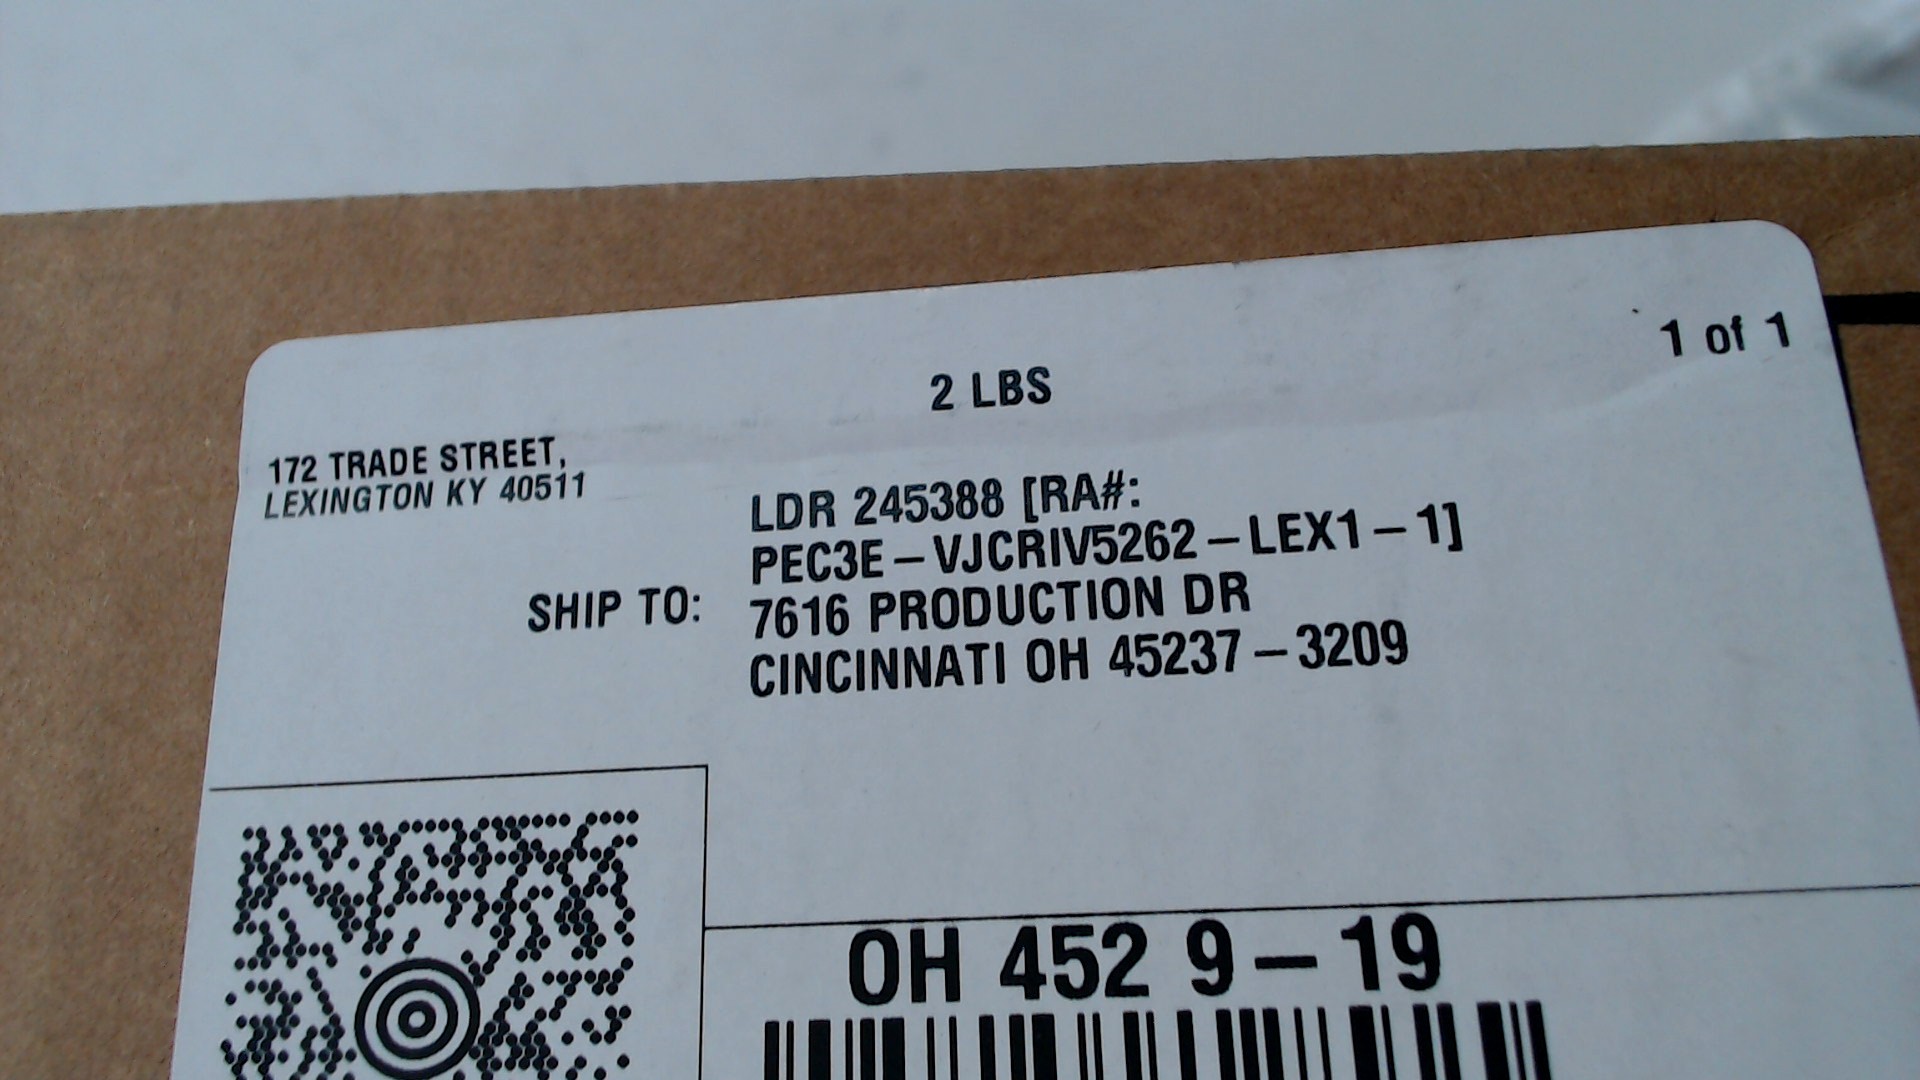 1 of 1
2 LBS
172 TRADE STREET,
LEXINGTON KY 40511
LDR 245388 [RA#:
PEC3E-VJCRIV5262-LEX1-1]
SHIP TO: 7616 PRODUCTION DR
CINCINNATI OH 45237-3209
OH 452 9-19